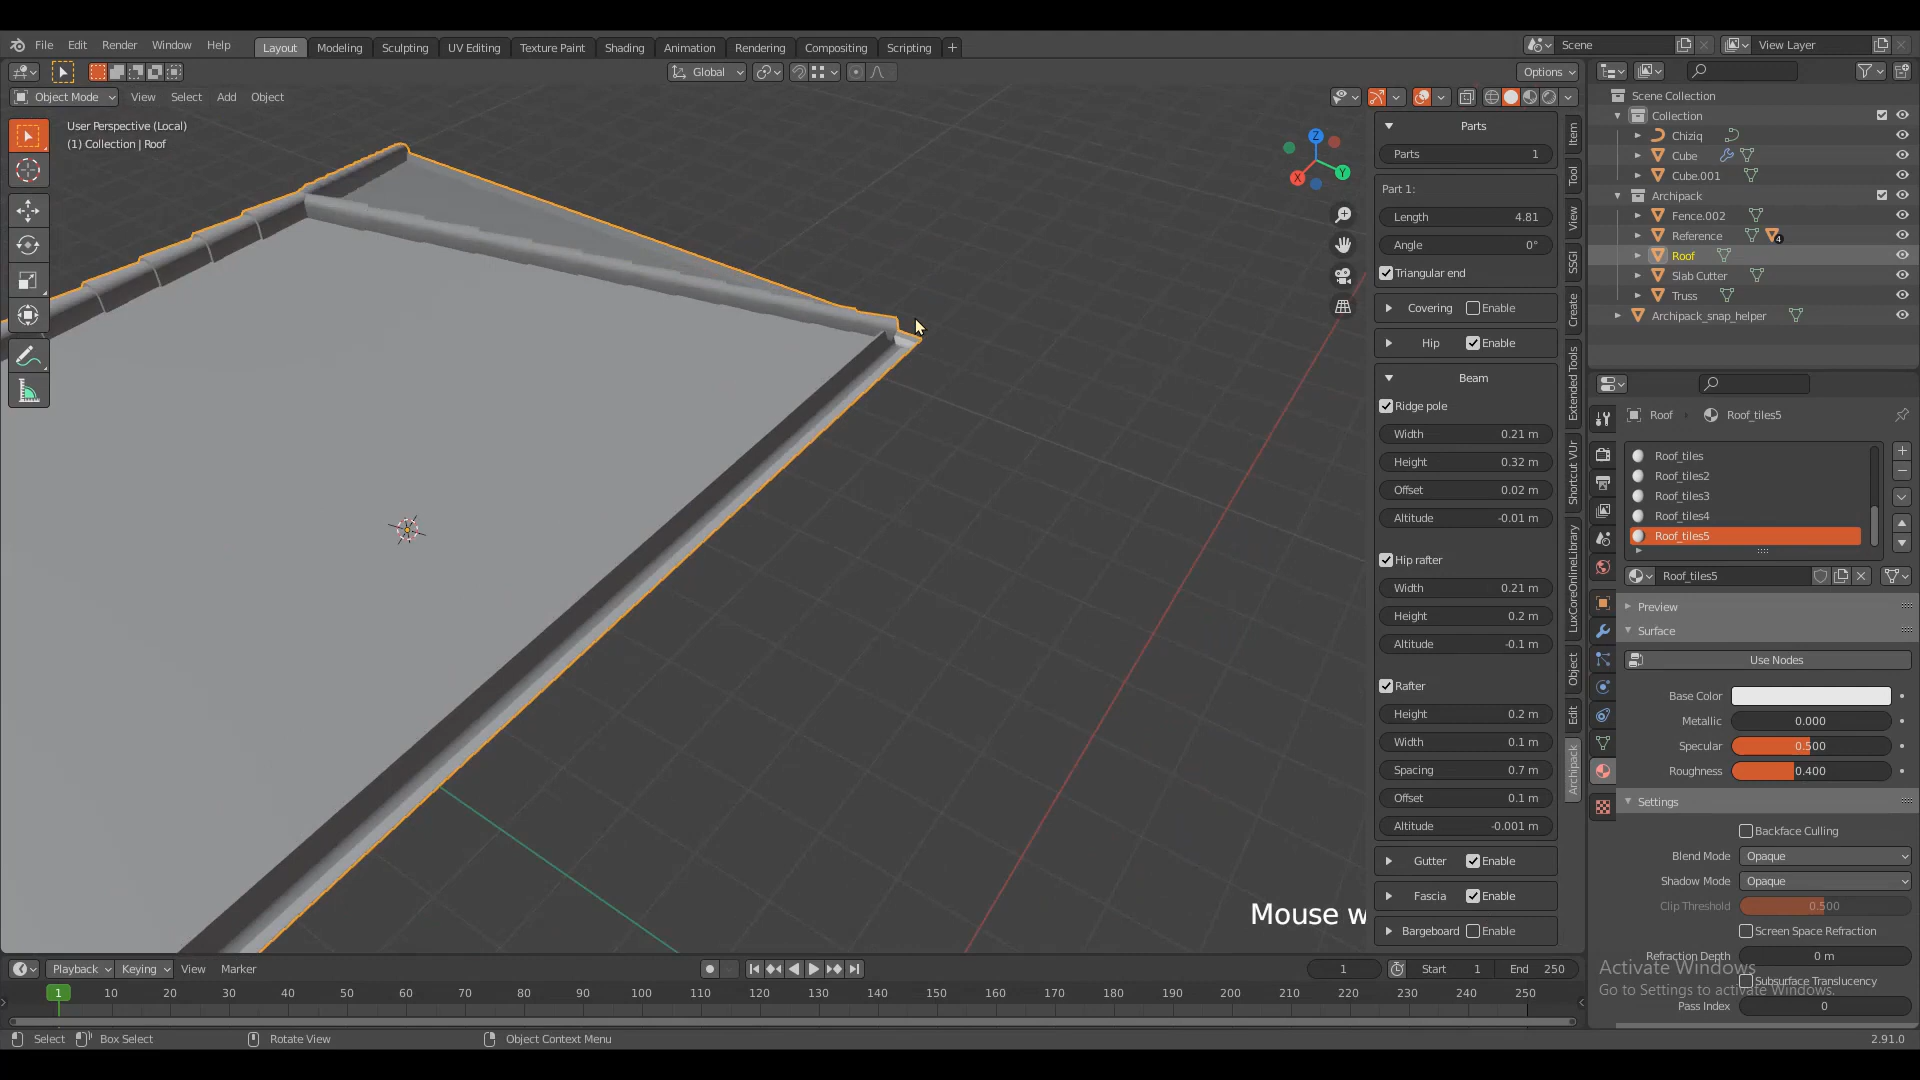 File Edit Render Window Help Layout Modeling Sculpting UV Editing Texture Paint Shading Animation Rendering Compositing Scripting + Scene View Layer
Global Options
Object Mode View Select Add Object
User Perspective (Local)
(1) Collection | Roof
Z
Y
X
Parts
Parts 1
Part 1:
Length 4.81
Angle 0°
Triangular end
Covering Enable
Hip Enable
Beam
Ridge pole
Width 0.21 m
Height 0.32 m
Offset 0.02 m
Altitude -0.01 m
Hip rafter
Width 0.21 m
Height 0.2 m
Altitude -0.1 m
Rafter
Height 0.2 m
Width 0.1 m
Spacing 0.7 m
Offset 0.1 m
Altitude -0.001 m
Gutter Enable
Fascia Enable
Bargeboard Enable
Mouse w
Item
Tool
View
SSGI
Create
Extended Tools
Shortcut VUr
LuxCoreOnlineLibrary
Object
Edit
Archipack
Scene Collection
Collection
Chiziq
Cube
Cube.001
Archipack
Fence.002
Reference 4
Roof
Slab Cutter
Truss
Archipack_snap_helper
Roof Roof_tiles5
Roof_tiles
Roof_tiles2
Roof_tiles3
Roof_tiles4
Roof_tiles5
Roof_tiles5
Preview
Surface
Use Nodes
Base Color
Metallic 0.000
Specular 0.500
Roughness 0.400
Settings
Backface Culling
Blend Mode Opaque
Shadow Mode Opaque
Clip Threshold 0.500
Screen Space Refraction
Refraction Depth 0 m
Subsurface Translucency
Pass Index 0
Activate Windows
Go to Settings to activate Windows.
Playback Keying View Marker 1 Start 1 End 250
1 10 20 30 40 50 60 70 80 90 100 110 120 130 140 150 160 170 180 190 200 210 220 230 240 250
Select Box Select Rotate View Object Context Menu 2.91.0